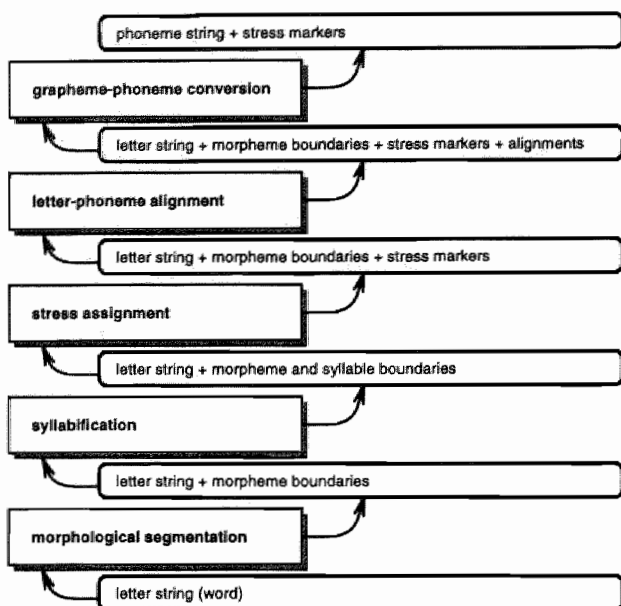 phoneme string + stress markers
grapheme-phoneme conversion
letter string + morpheme boundaries + stress markers + alignments
letter-phoneme alignment
letter string + morpheme boundaries + stress markers
stress assignment
letter string + morpheme and syllable boundaries
syllabification
letter string + morpheme boundaries
morphological segmentation
letter string (word)